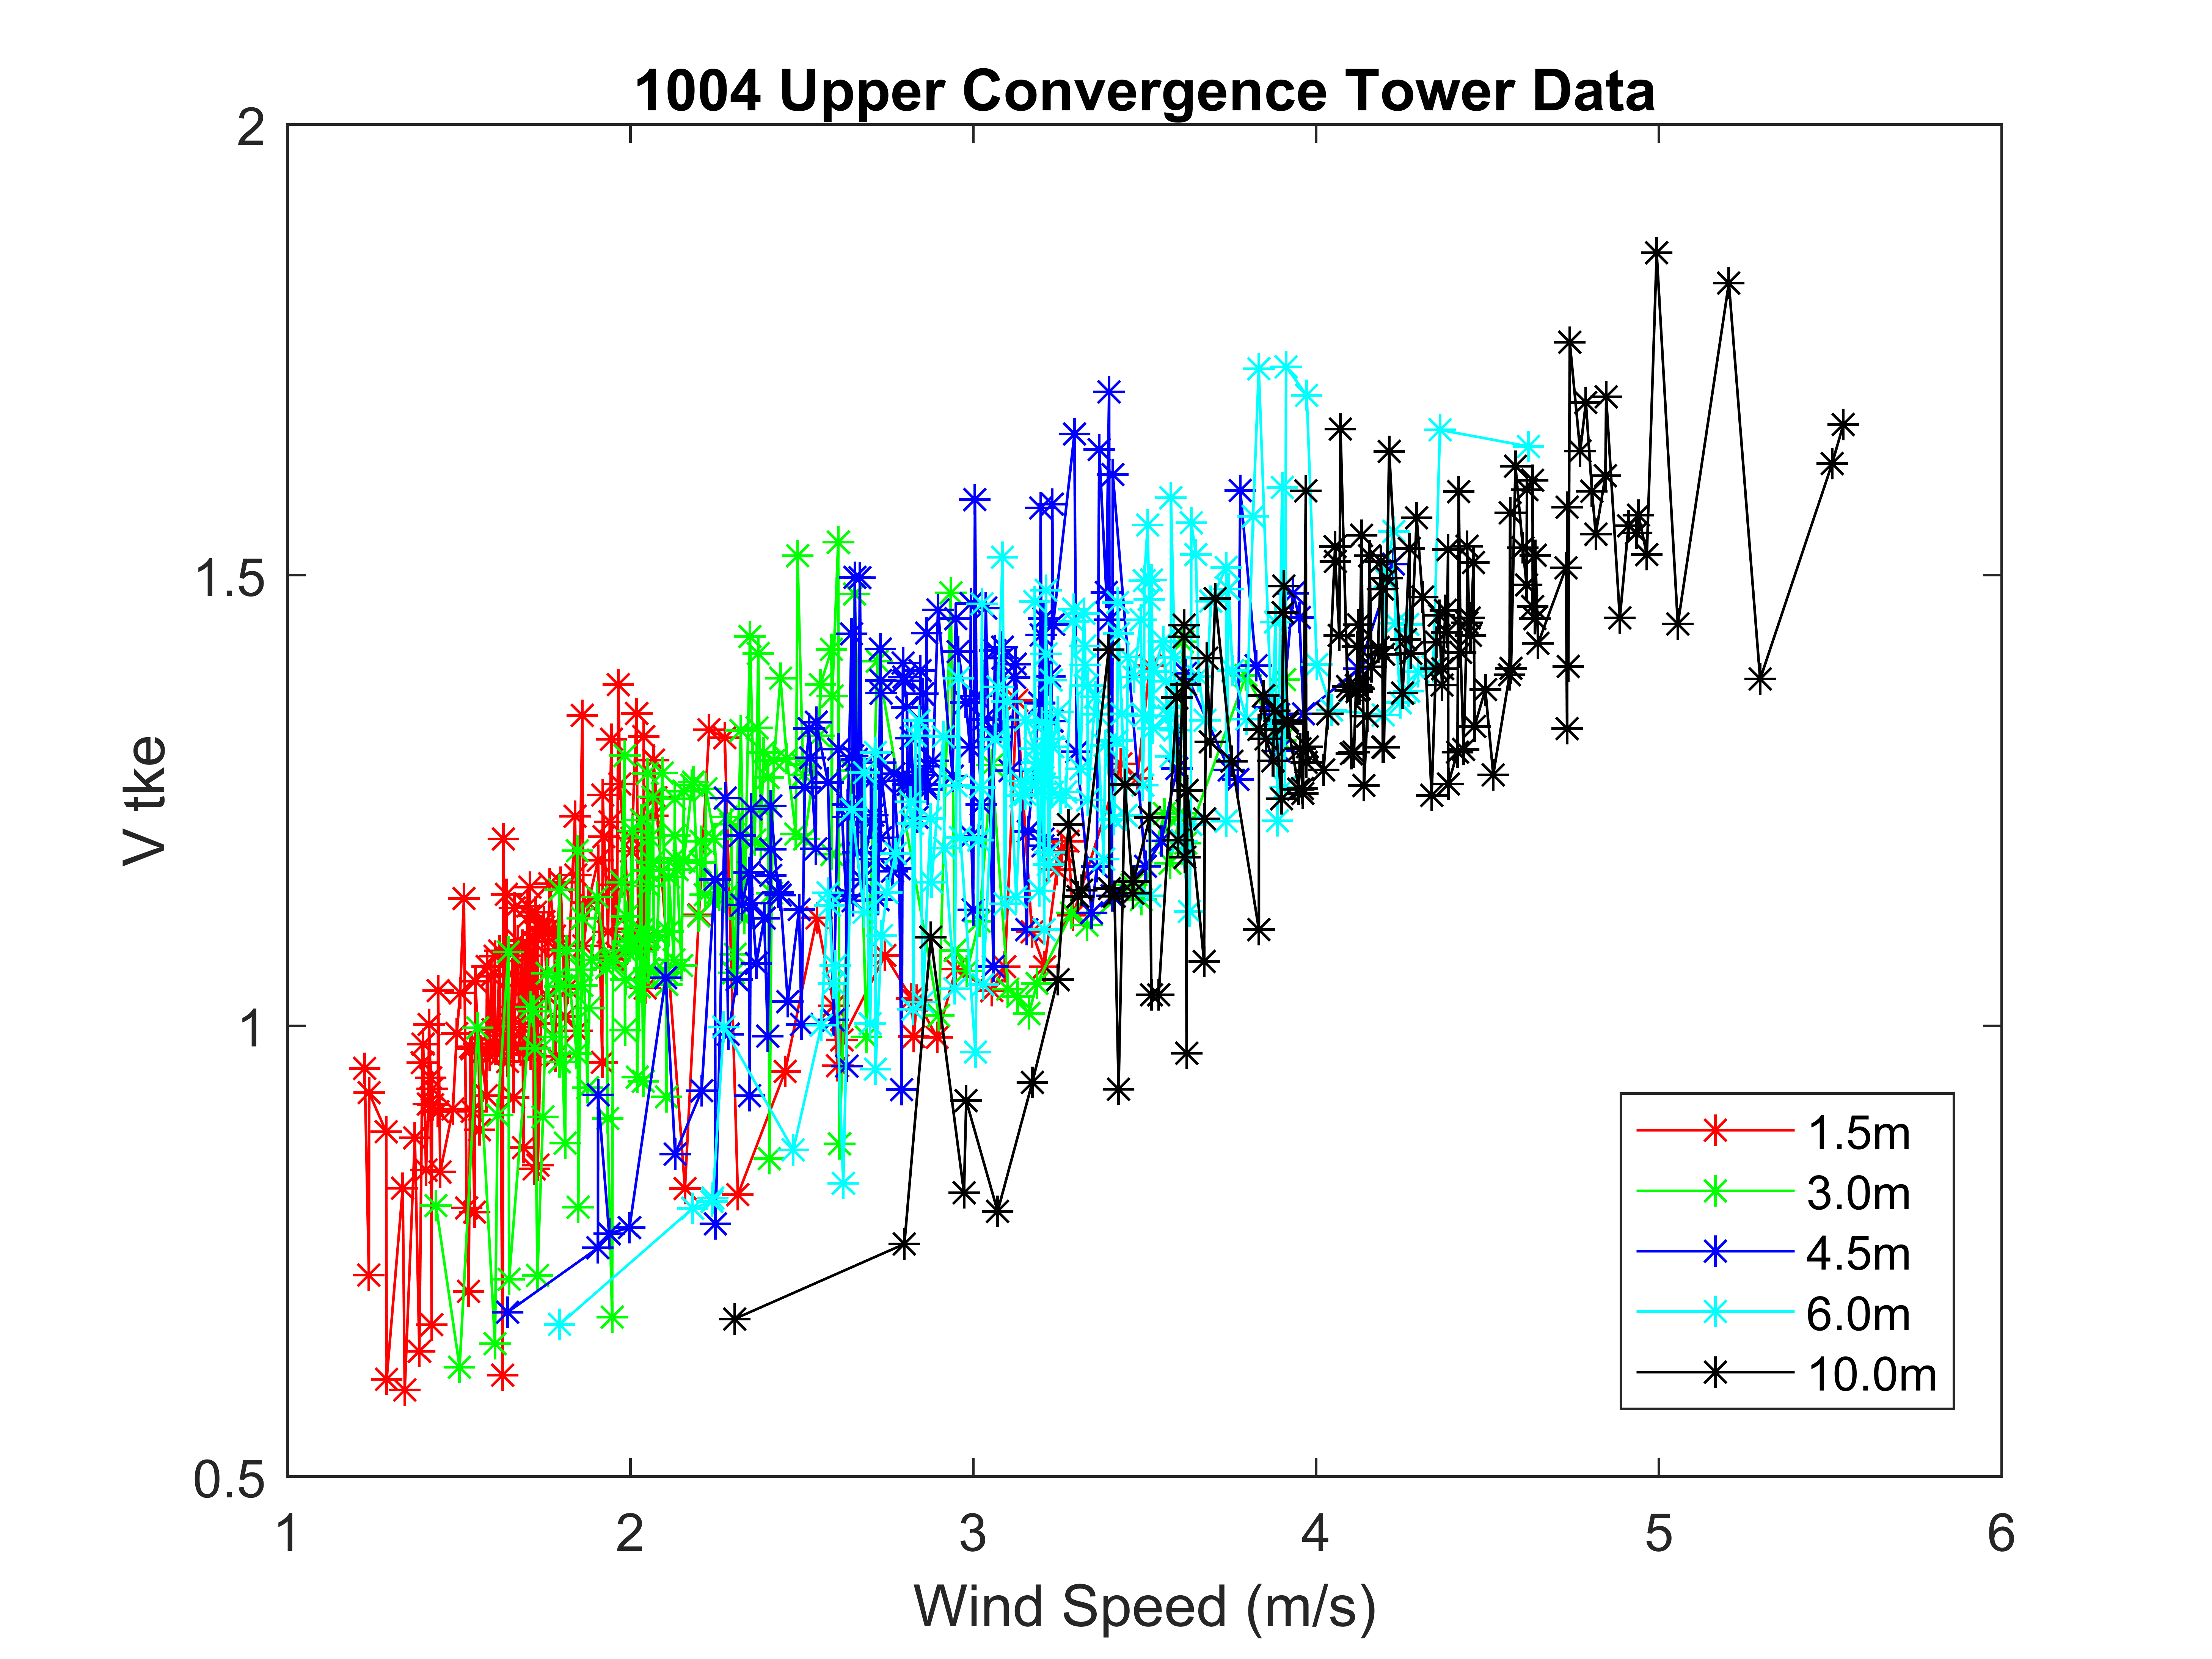 1004 Upper Convergence Tower Data
2
1.5
1
0.5
V tke
1 2 3 4 5 6
Wind Speed (m/s)
1.5m
3.0m
4.5m
6.0m
10.0m